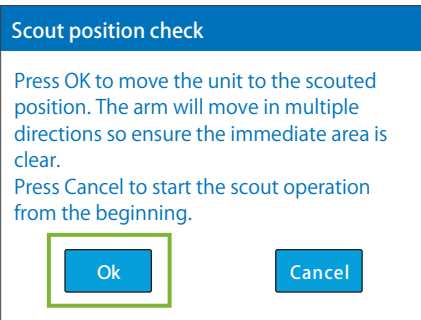 Scout position check
Press OK to move the unit to the scouted
position. The arm will move in multiple
directions so ensure the immediate area is
clear.
Press Cancel to start the scout operation
from the beginning.
Ok
Cancel